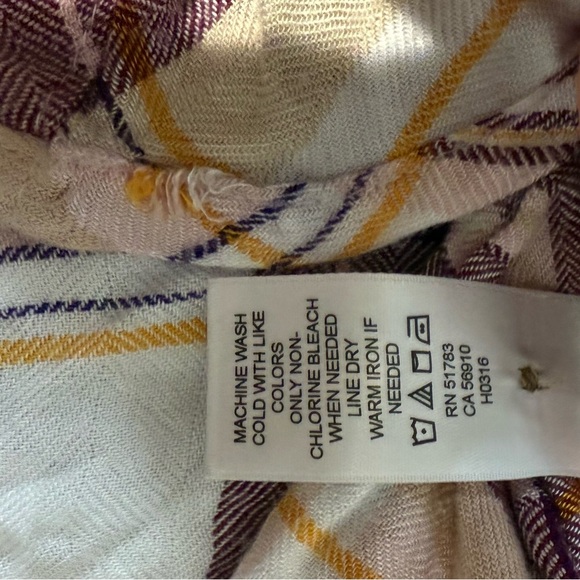 MACHINE WASH
COLD WITH LIKE
COLORS
ONLY NON-
CHLORINE BLEACH
WHEN NEEDED
LINE DRY
WARM IRON IF
NEEDED
RN 51783
CA 56910
H0316